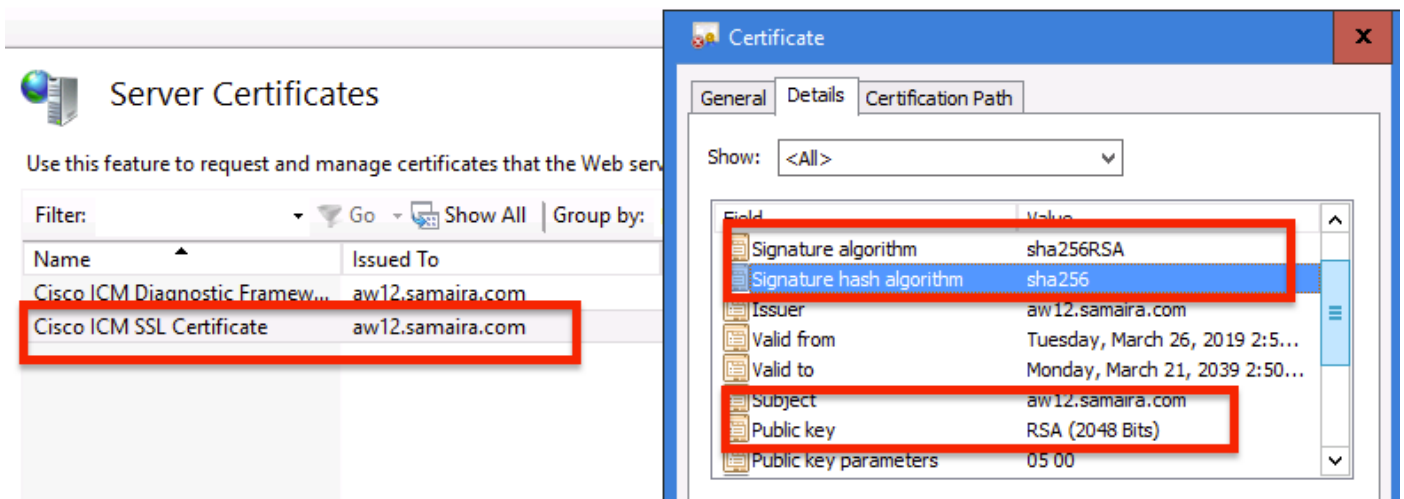 Server Certificates
Use this feature to request and manage certificates that the Web
Filter:
Go
Show All
Group by:
Name
Issued To
Cisco ICM Diagnostic Framew...
aw12.samaira.com
Cisco ICM SSL Certificate
aw12.samaira.com
Certificate
x
General
Details
Certification Path
Show:
<All>
Field
Value
Signature algorithm
sha256RSA
Signature hash algorithm
sha256
Issuer
aw12.samaira.com
Valid from
Tuesday, March 26, 2019 2:5...
Valid to
Monday, March 21, 2039 2:50...
Subject
aw12.samaira.com
Public key
RSA (2048 Bits)
Public key parameters
05 00